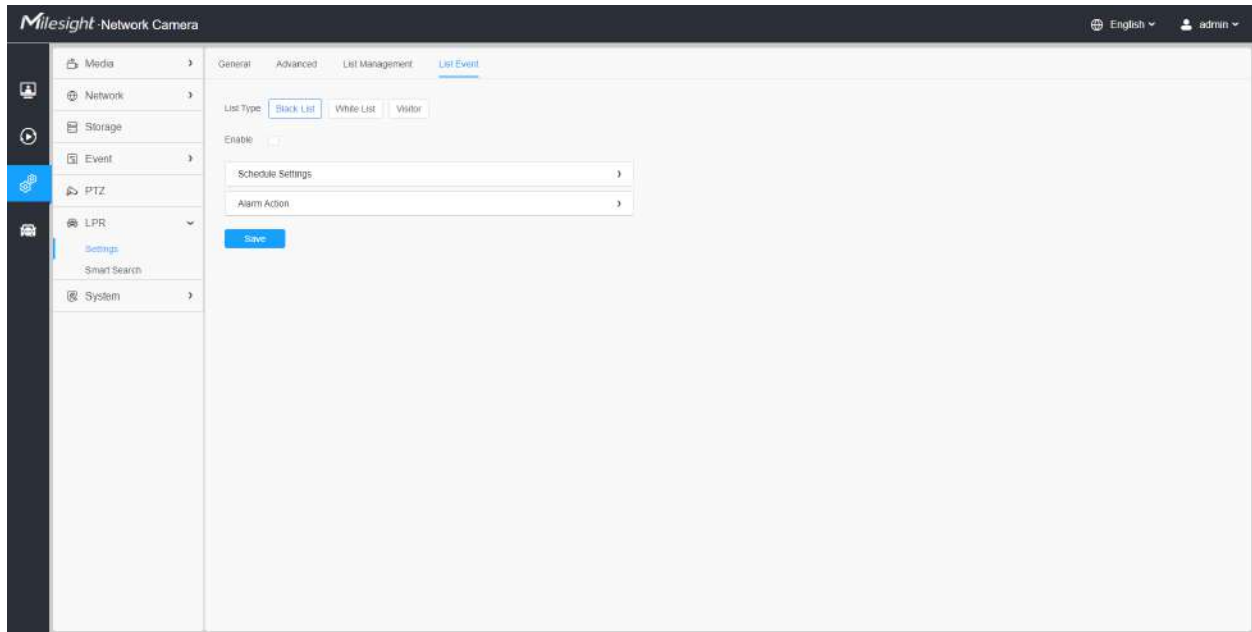 Milesight-Network Camera
English
admin
Media
Network
Storage
Event
PTZ
LPR
Settings
Smart Search
System
General Advanced List Management List Event
List Type Black List White List Visitor
Enable
Schedule Settings
Alarm Action
Save